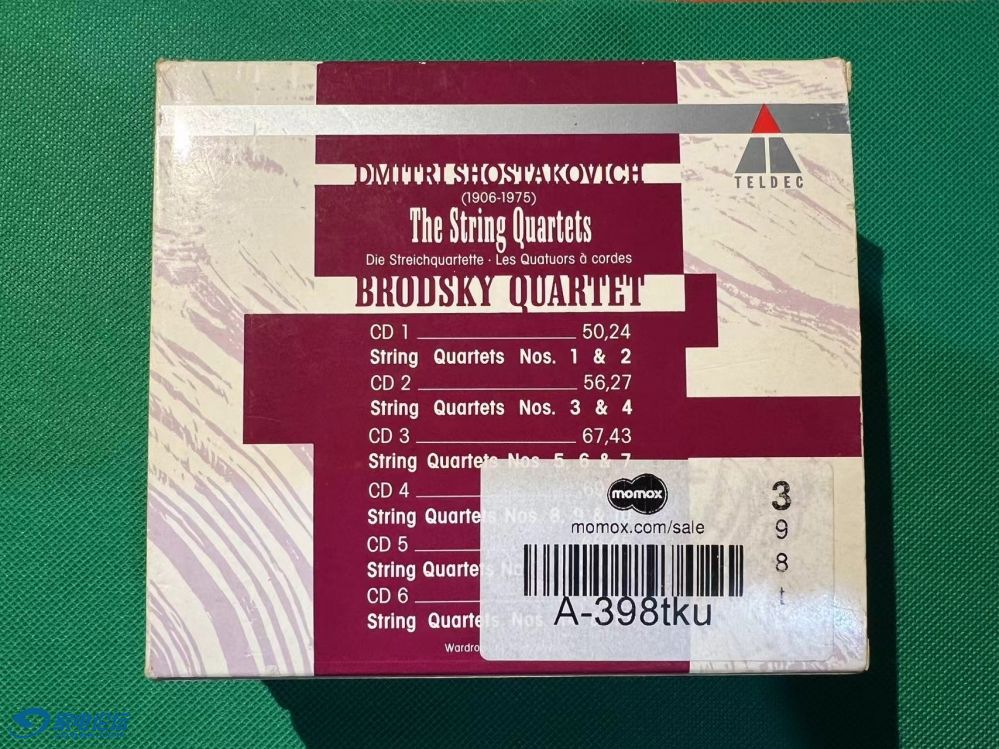 TELDEC
DMITRI SHOSTAKOVICH
(1906-1975)
The String Quartets
Die Streichquartette · Les Quatuors à cordes
BRODSKY QUARTET
CD 1 50,24
String Quartets Nos. 1 & 2
CD 2 56,27
String Quartets Nos. 3 & 4
CD 3 67,43
String Quartets Nos. 5, 6 & 7
CD 4
String Quartets Nos. 8, 9 &
CD 5
String Quartets
CD 6
String Quartets Nos.
momox
momox.com/sale
A-398tku
3
9
8
t